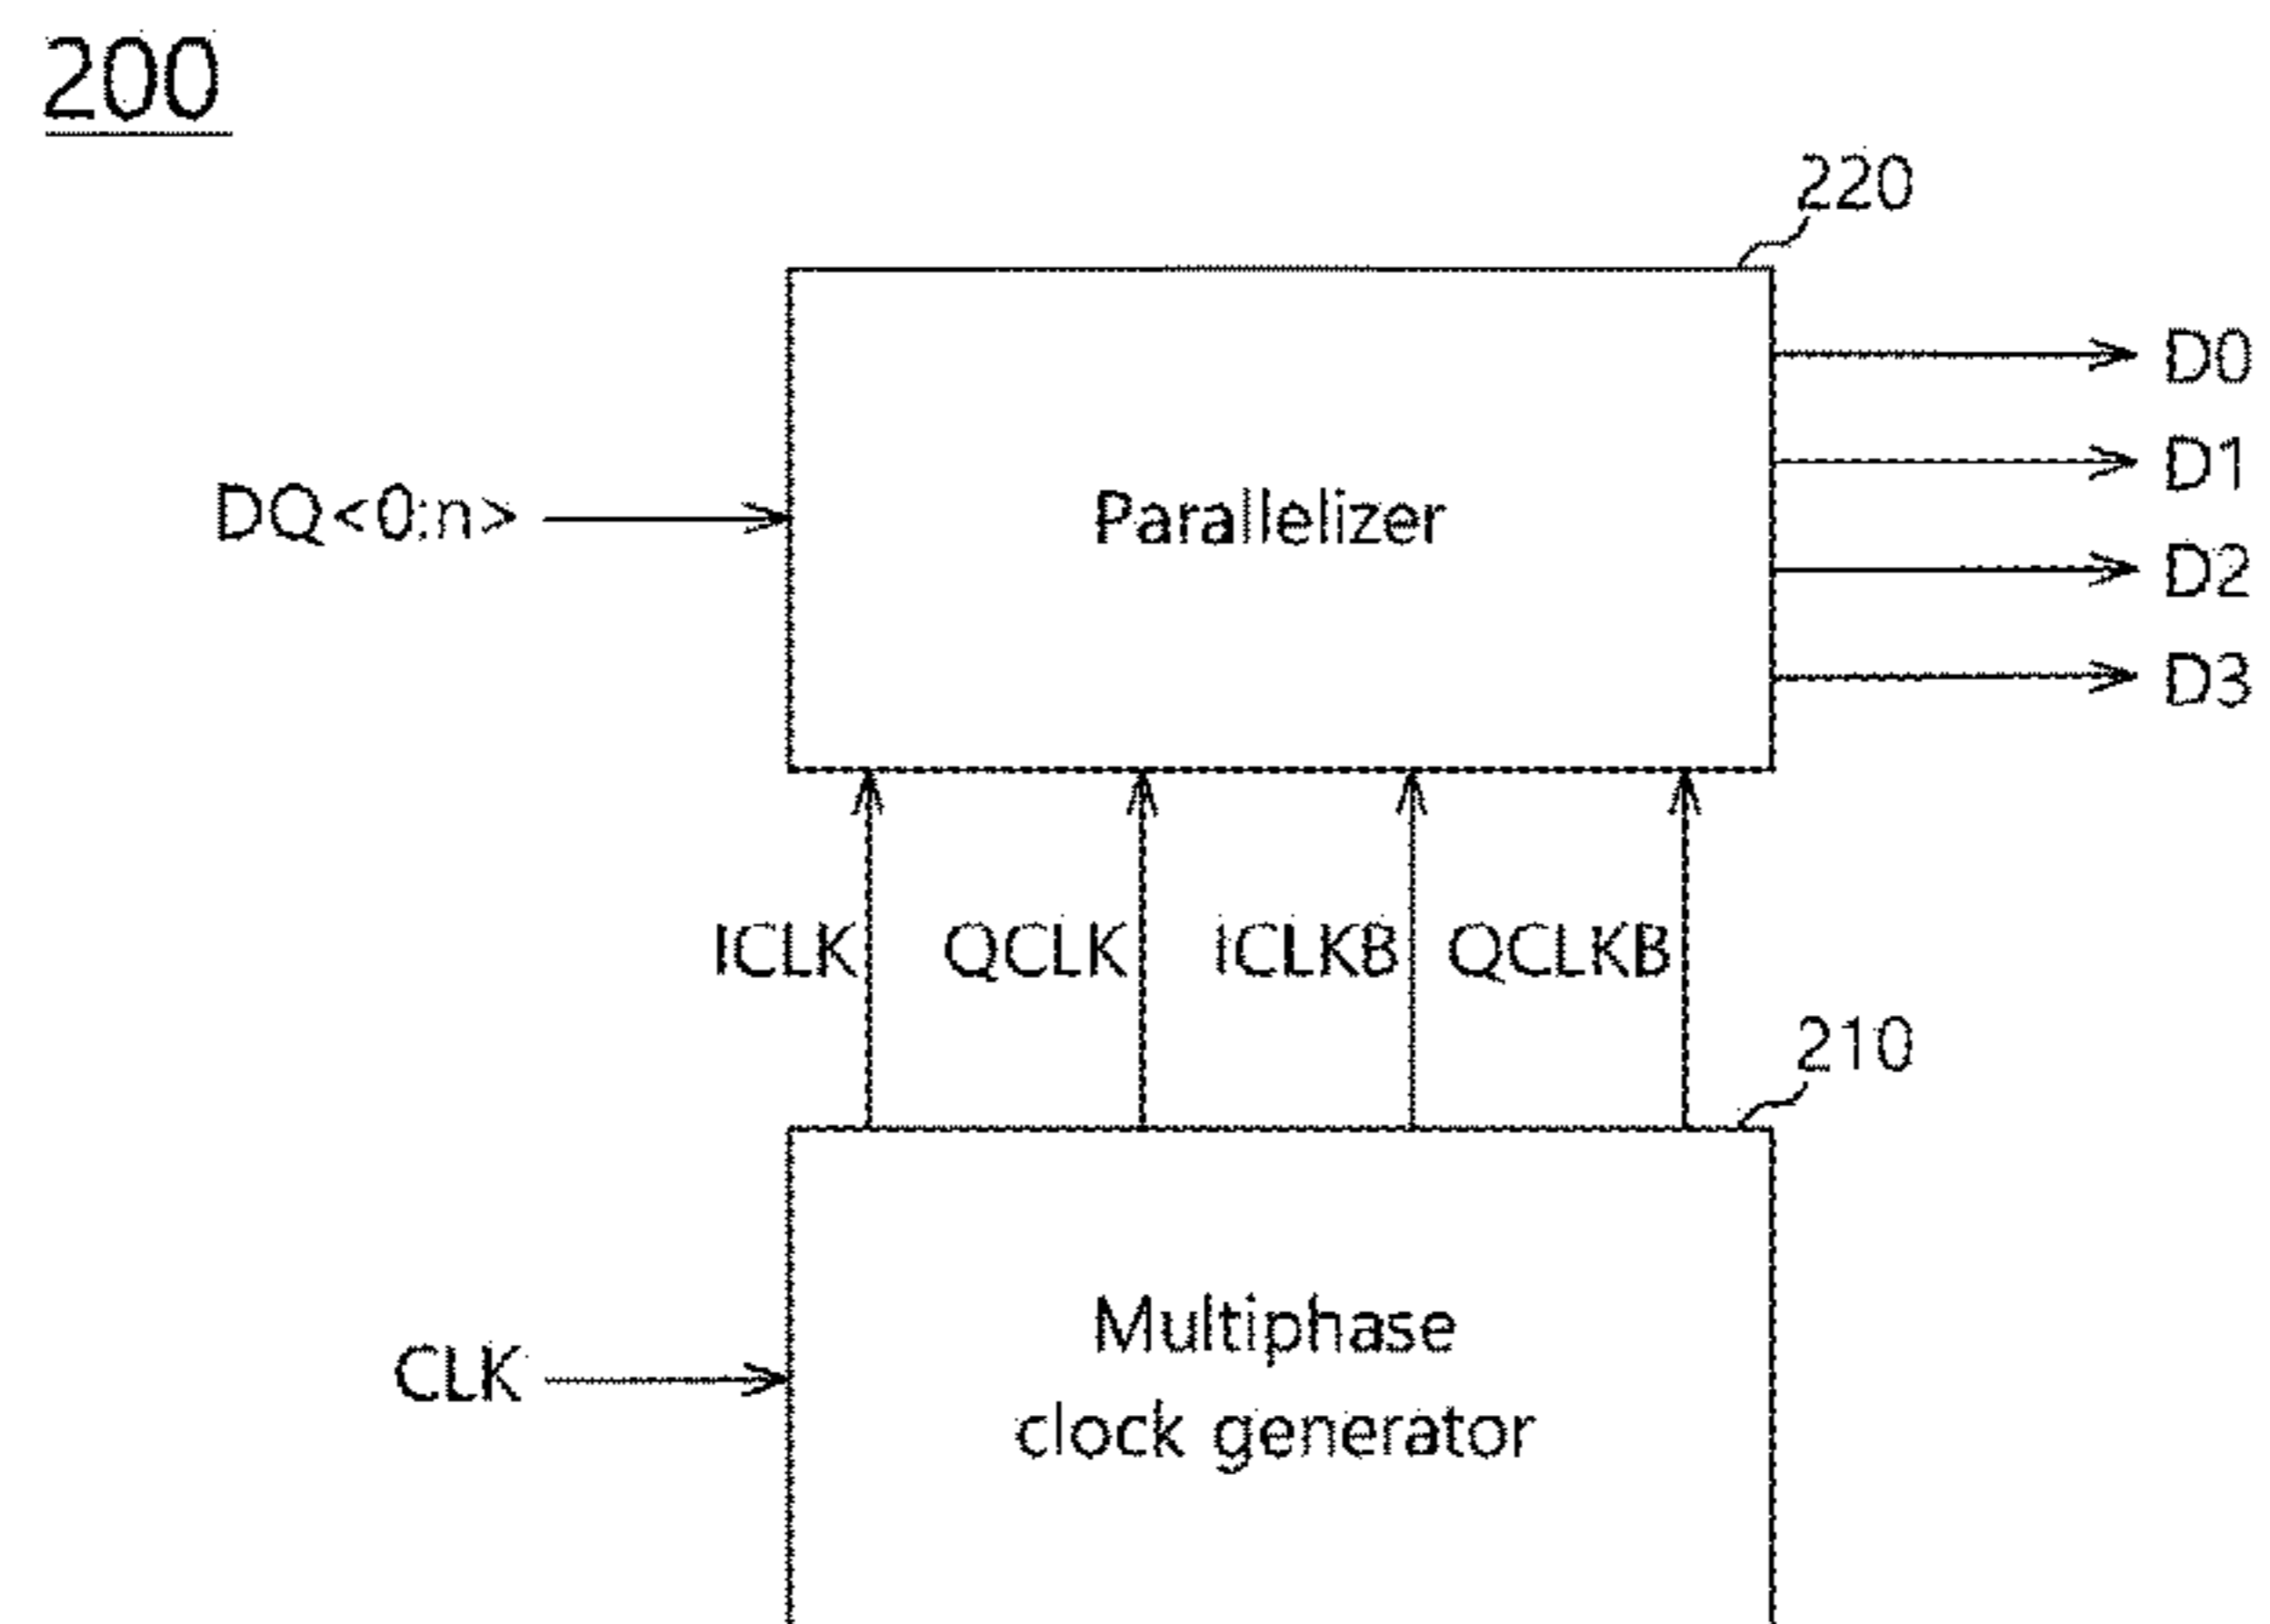 200
220
D0
D1
DQ<0:n>
Parallelizer
D2
D3
ICLK QCLK ICLKB QCLKB
210
Multiphase
CLK
clock generator